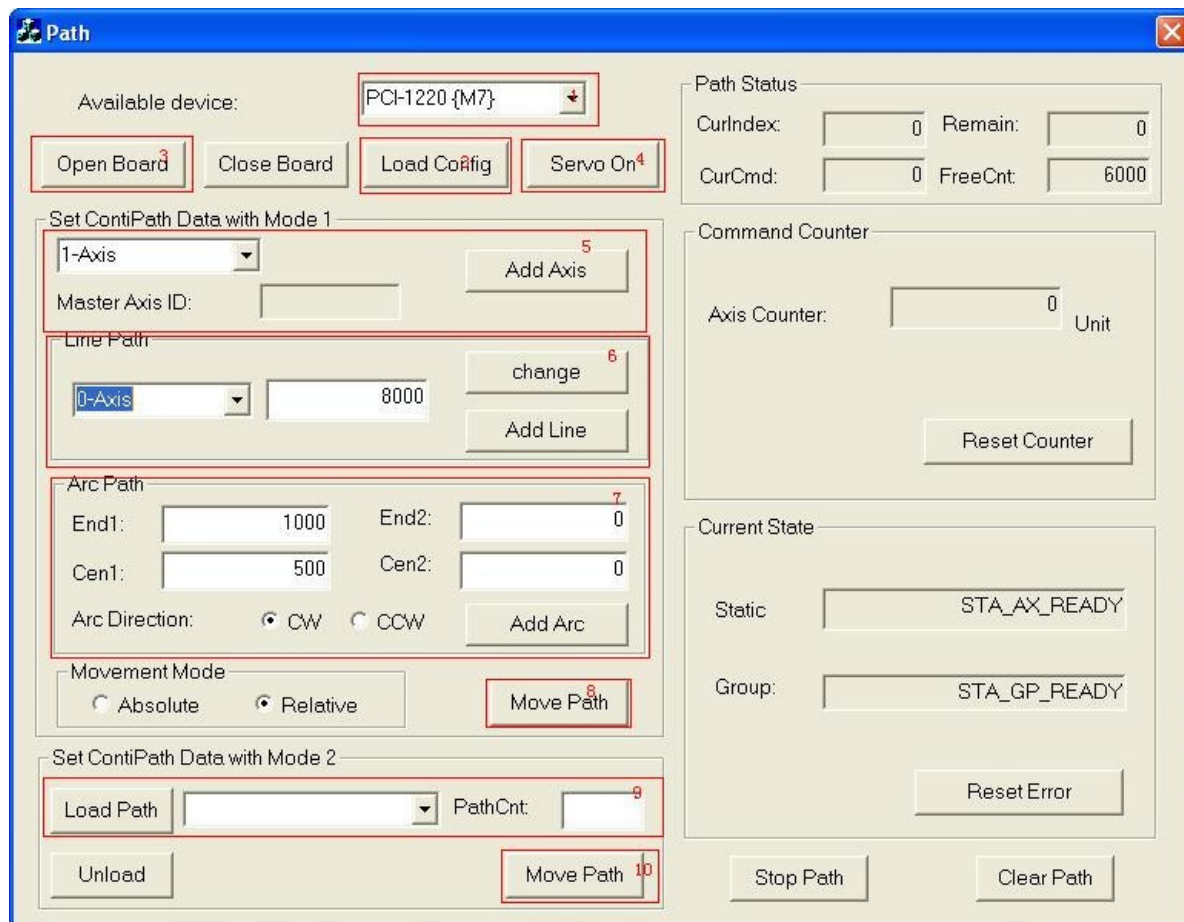 Path
Available device:
PCI-1220 {M7}
Open Board 3
Close Board
Load Config
Servo On 4
Set ContiPath Data with Mode 1
1-Axis
5
Add Axis
Master Axis ID:
Line Path
6
change
0-Axis
8000
Add Line
Arc Path
7
End1:
1000
End2:
0
Cen1:
500
Cen2:
0
Arc Direction:
CW
CCW
Add Arc
Movement Mode
Absolute
Relative
Move Path 8
Set ContiPath Data with Mode 2
Load Path
PathCnt:
9
Unload
Move Path 10
Path Status
CurIndex:
0
Remain:
0
CurCmd:
0
FreeCnt:
6000
Command Counter
Axis Counter:
0
Unit
Reset Counter
Current State
Static
STA_AX_READY
Group:
STA_GP_READY
Reset Error
Stop Path
Clear Path